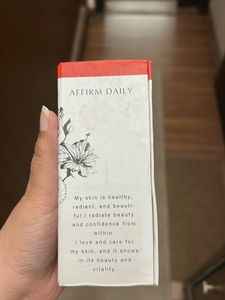 AFFIRM DAILY
My skin is healthy,
radiant, and beauti-
ful.I radiate beauty
and confidence from
within.
I love and care for
my skin, and it shows
in its beauty and
vitality.